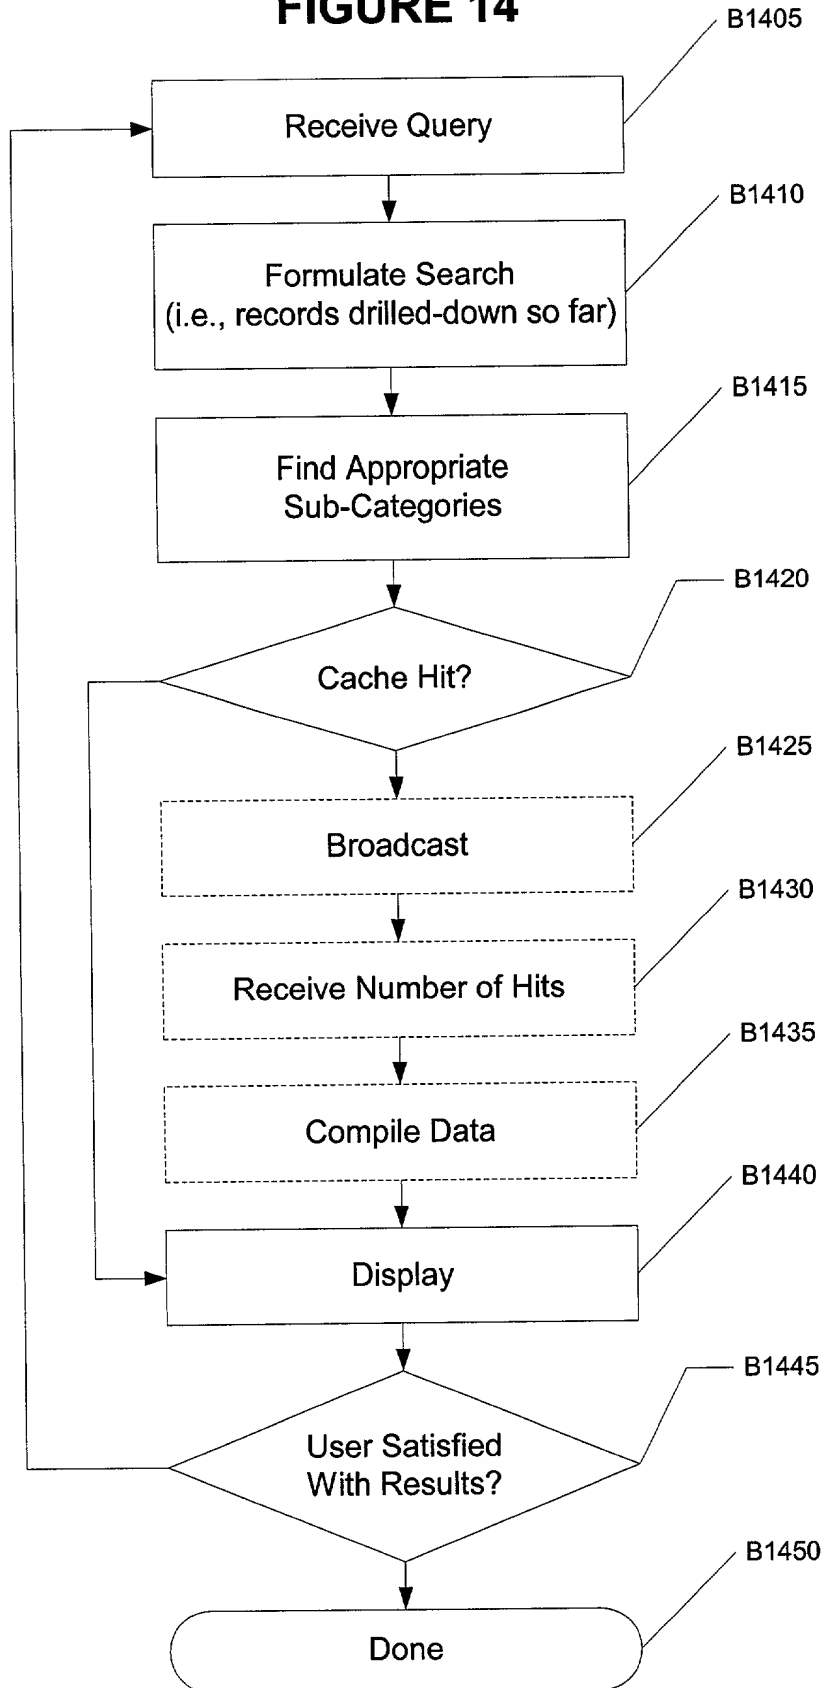 FIGURE 14
B1405
Receive Query
B1410
Formulate Search
(i.e., records drilled-down so far)
B1415
Find Appropriate
Sub-Categories
B1420
Cache Hit?
B1425
Broadcast
B1430
Receive Number of Hits
B1435
Compile Data
B1440
Display
B1445
User Satisfied
With Results?
B1450
Done